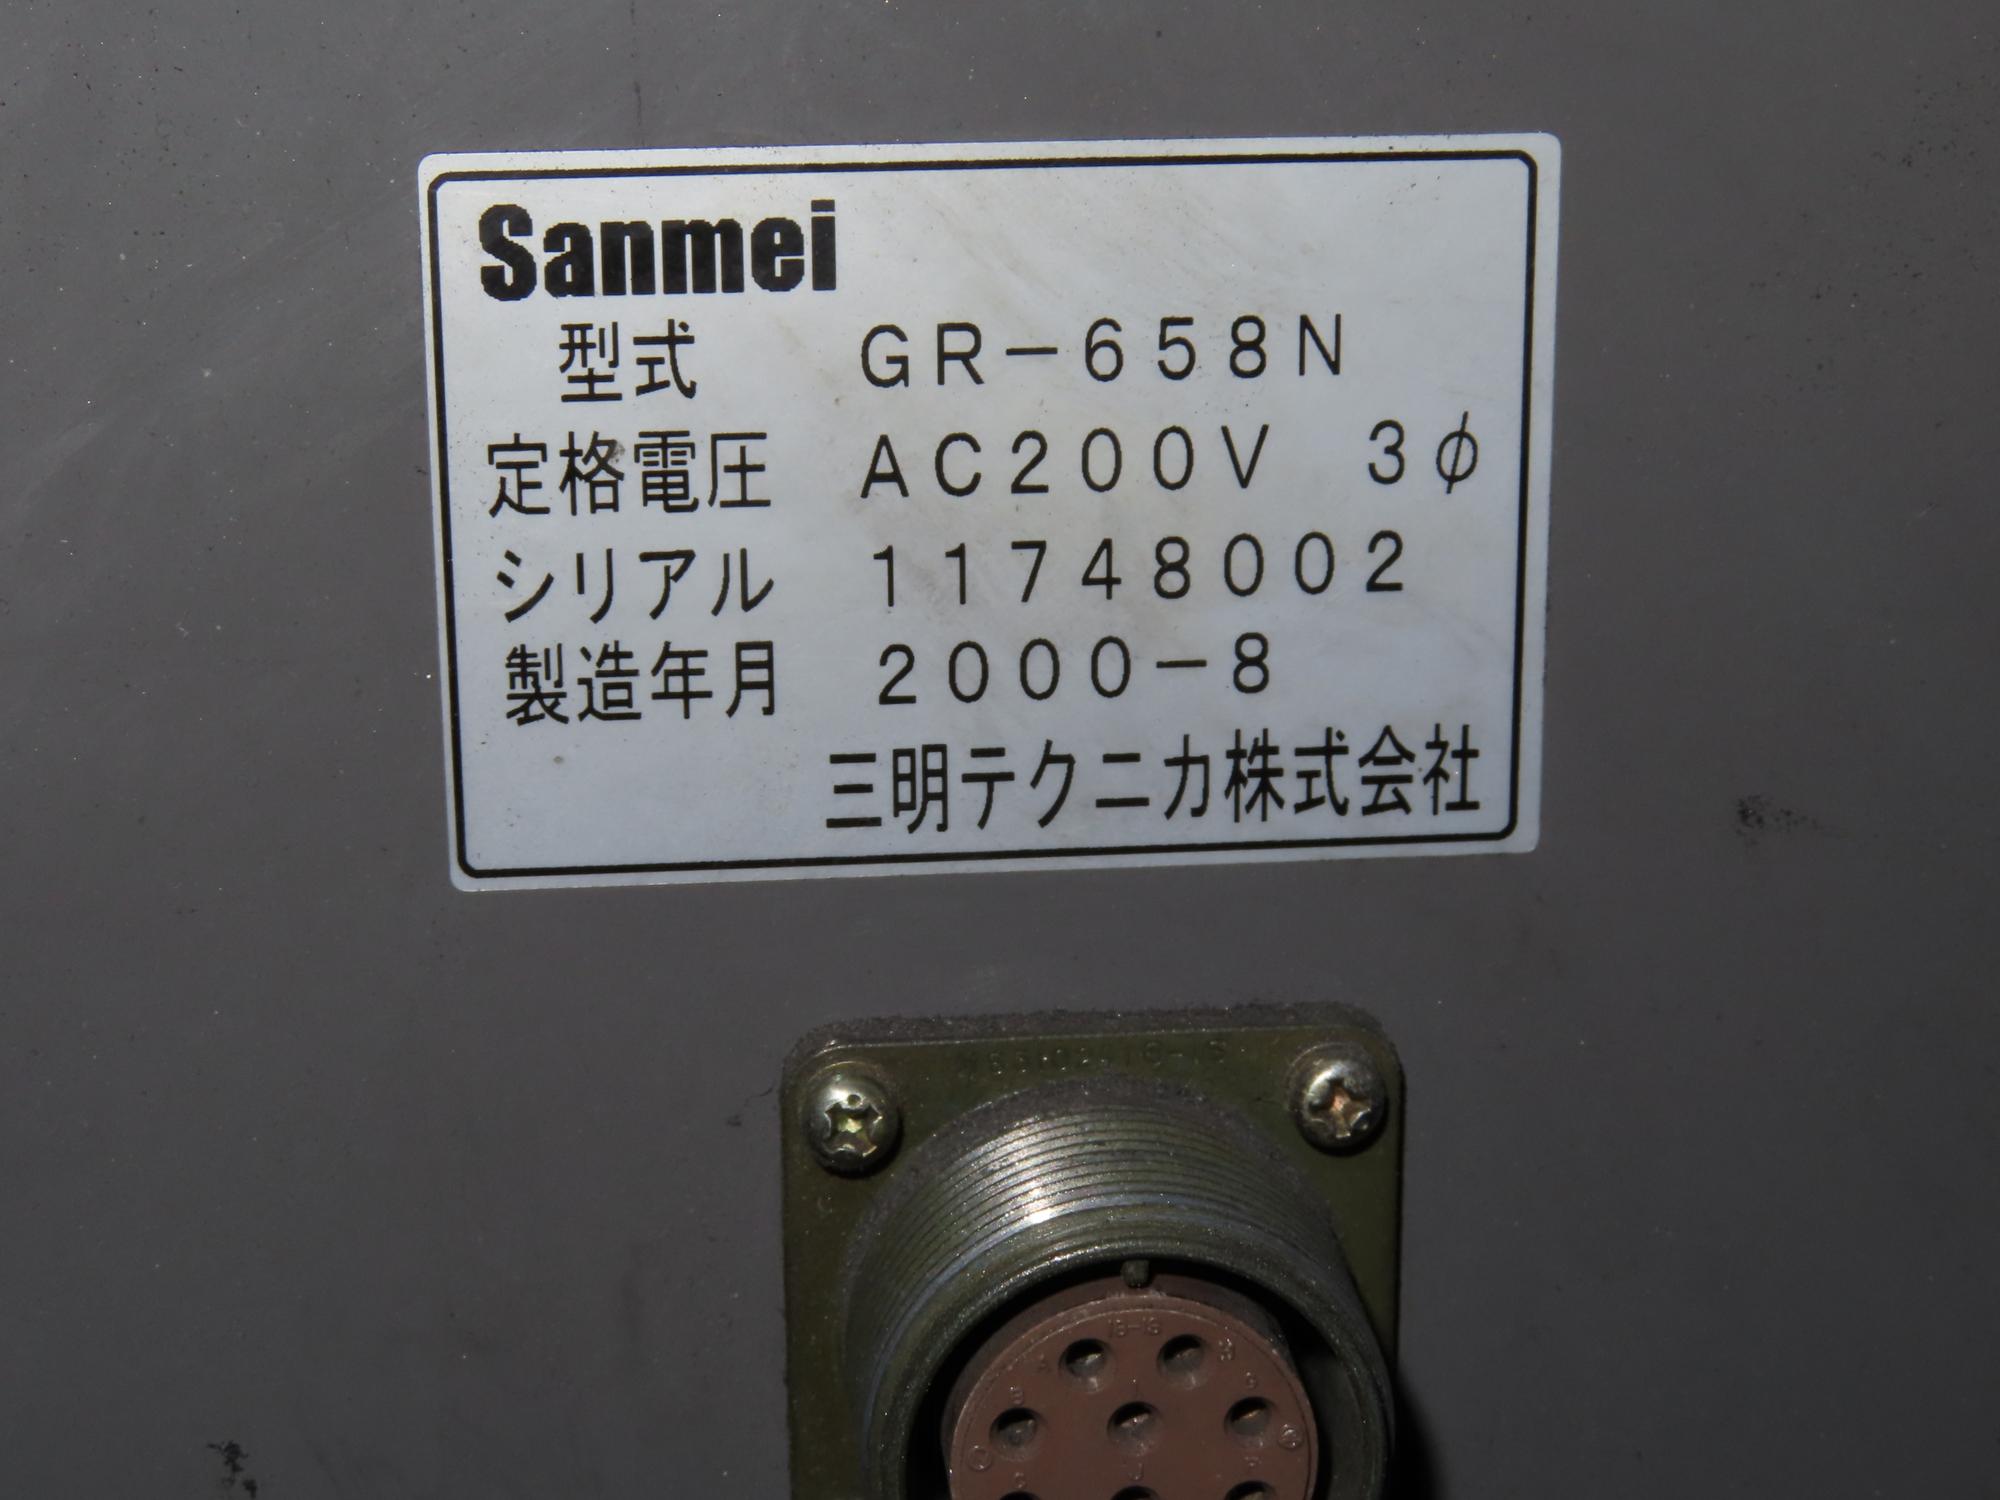 Sanmei
型式 GR-658N
定格電圧 AC200V 3φ
シリアル 11748002
製造年月 2000-8
三明テクニカ株式会社